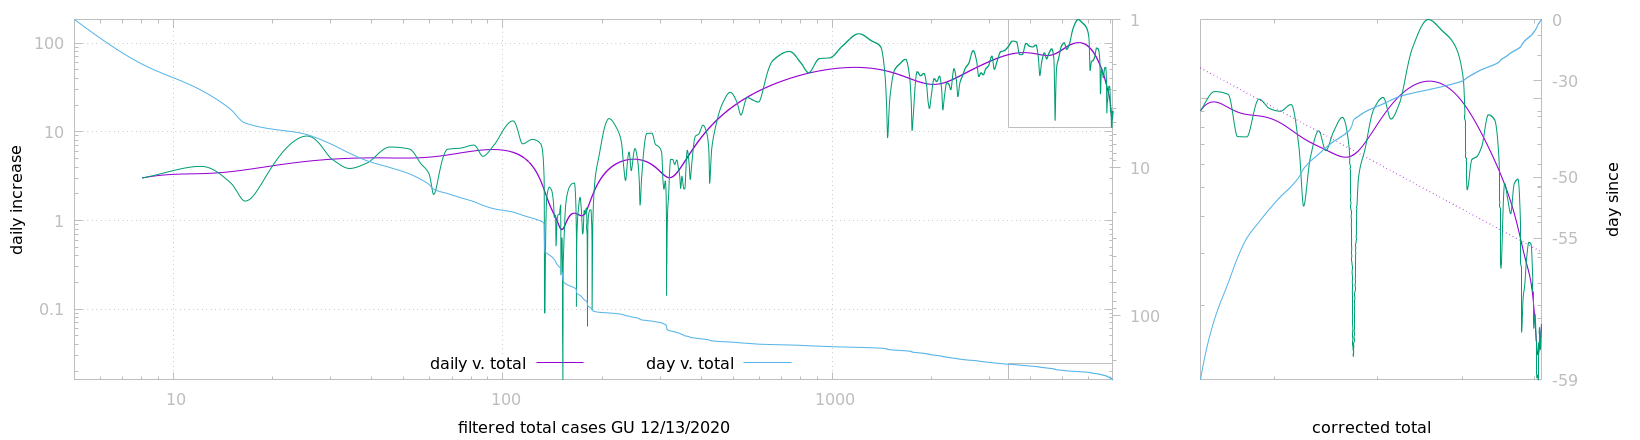 100
10
1
0.1
daily increase
10
100
1000
filtered total cases GU 12/13/2020
daily v. total
day v. total
1
10
100
0
-30
-50
-55
-59
day since
corrected total